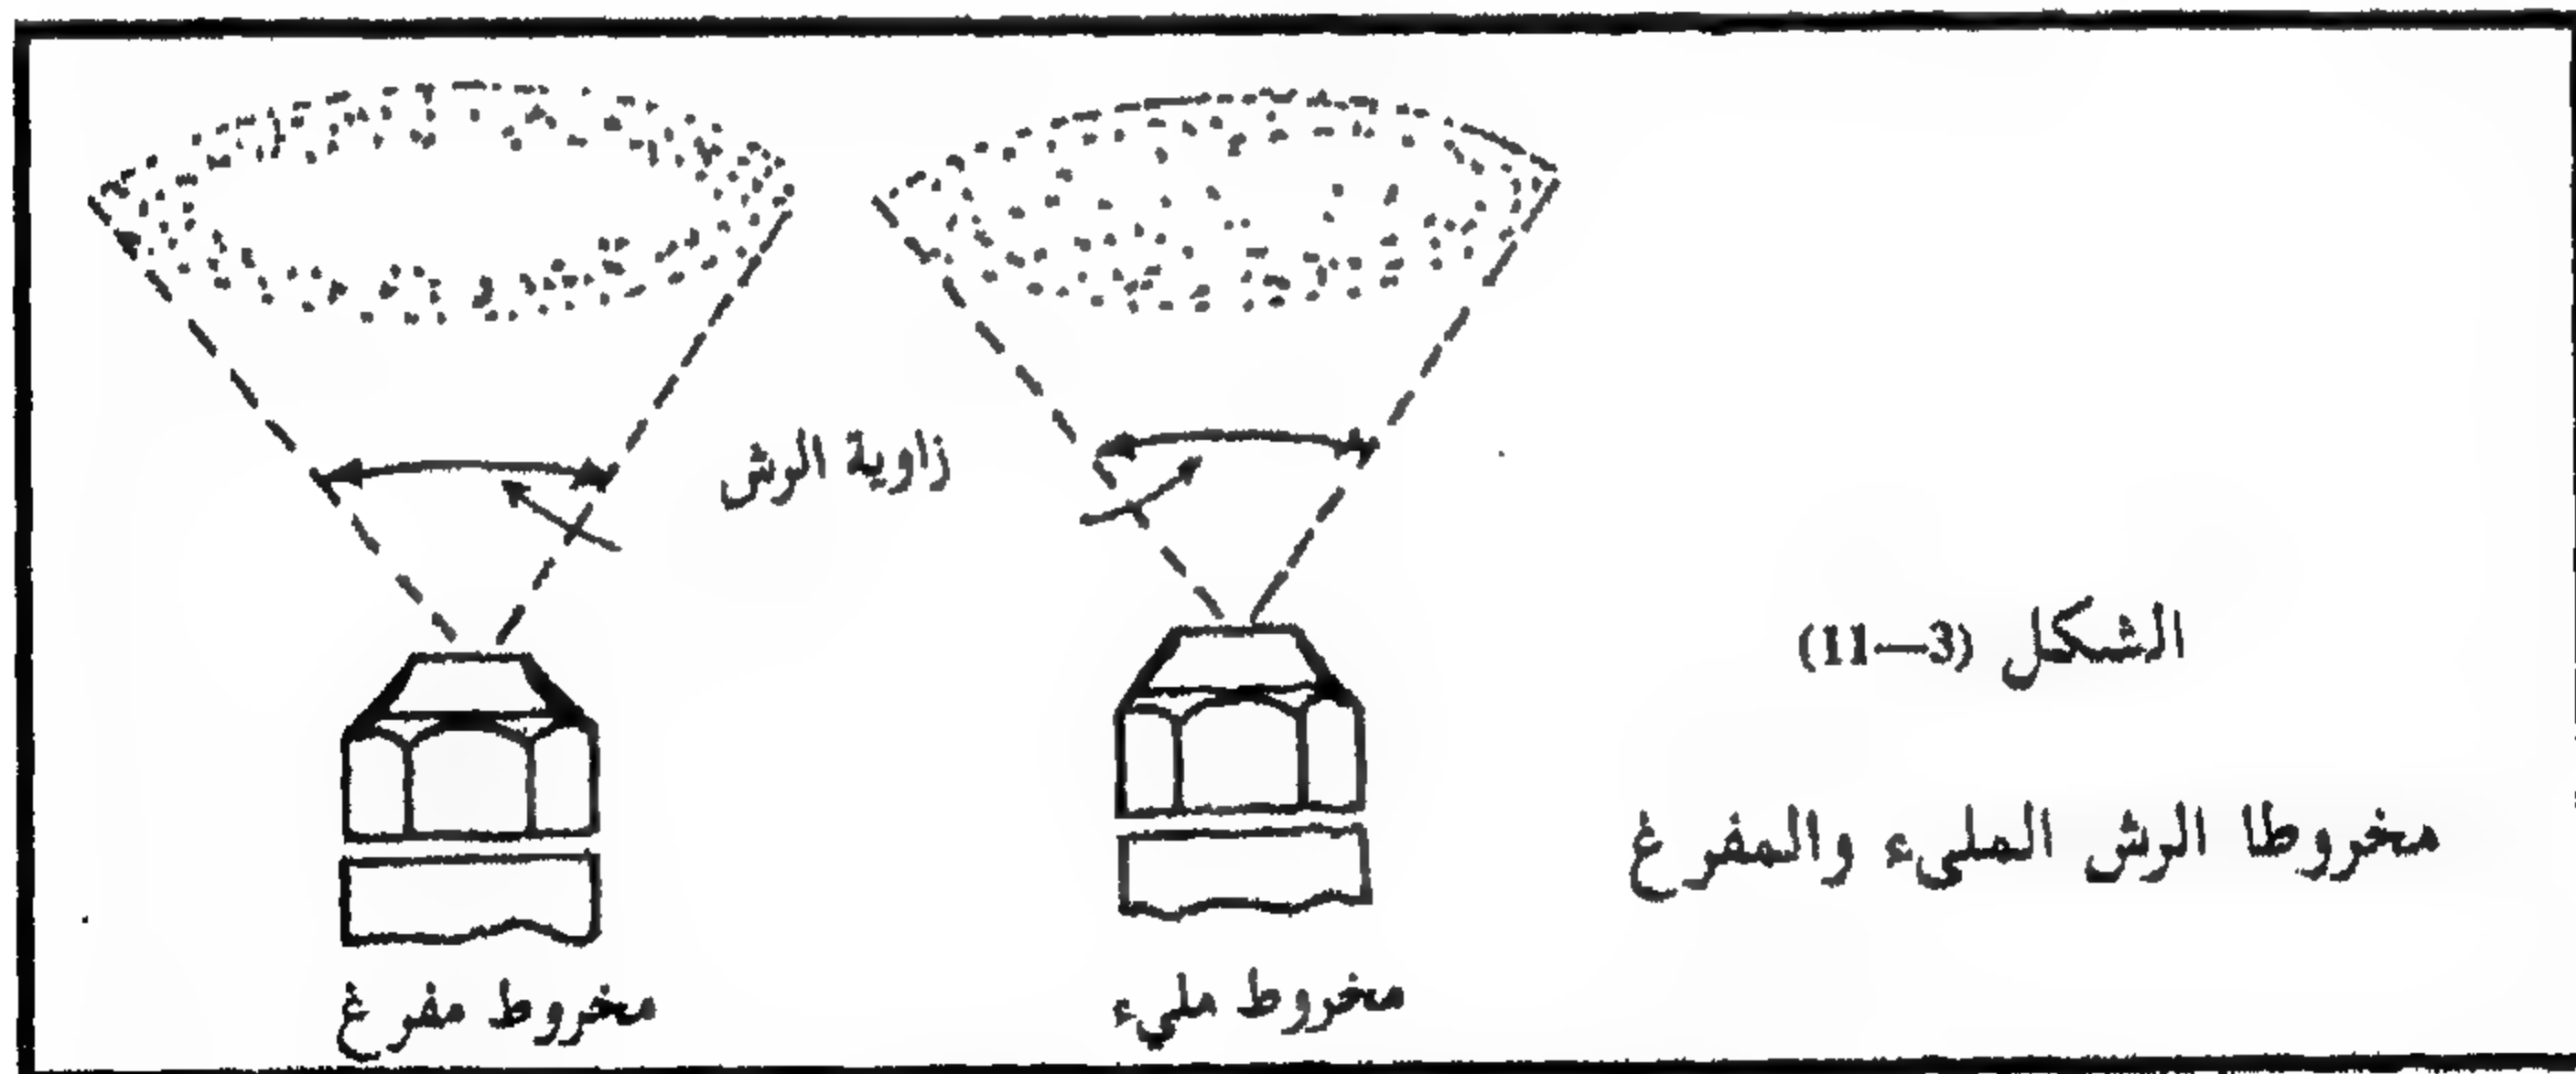 زاوية الرش
الشكل (3—11)
مخروطا الرش المليء والمفرغ
مخروط مليء
مخروط مفرغ